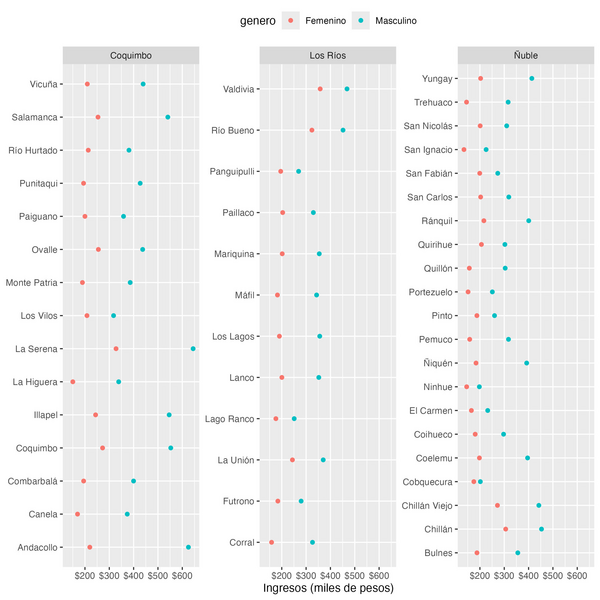 genero Femenino Masculino
Coquimbo
Vicuña
Salamanca
Río Hurtado
Punitaqui
Paiguano
Ovalle
Monte Patria
Los Vilos
La Serena
La Higuera
Illapel
Coquimbo
Combarbalá
Canela
Andacollo
$200 $300 $400 $500 $600
Los Ríos
Valdivia
Río Bueno
Panguipulli
Paillaco
Mariquina
Máfil
Los Lagos
Lanco
Lago Ranco
La Unión
Futrono
Corral
$200 $300 $400 $500 $600
Ñuble
Yungay
Trehuaco
San Nicolás
San Ignacio
San Fabián
San Carlos
Ránquil
Quirihue
Quillón
Portezuelo
Pinto
Pemuco
Ñiquén
Ninhue
El Carmen
Coihueco
Coelemu
Cobquecura
Chillán Viejo
Chillán
Bulnes
$200 $300 $400 $500 $600
Ingresos (miles de pesos)